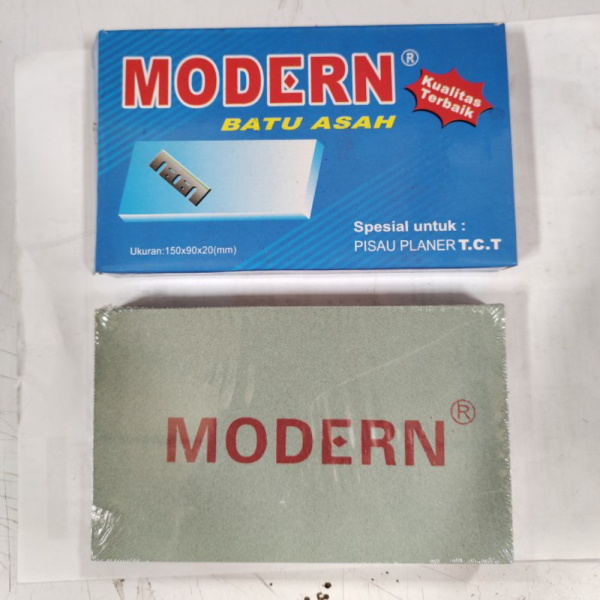 MODERN®
BATU ASAH
Kualitas
Terbaik
Spesial untuk :
PISAU PLANER T.C.T
Ukuran:150x90x20(mm)
MODERN®